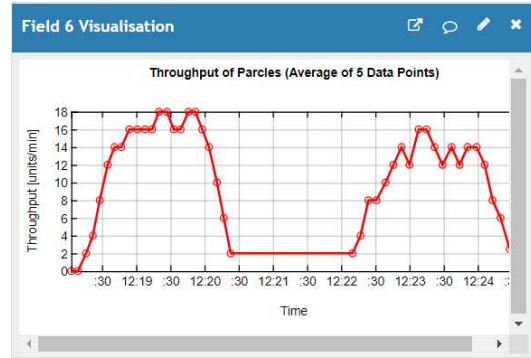 Field 6 Visualisation
Throughput of Parcles (Average of 5 Data Points)
Throughput [units/min]
18
16
14
12
10
8
6
4
2
0
:30 12:19 :30 12:20 :30 12:21 :30 12:22 :30 12:23 :30 12:24
Time